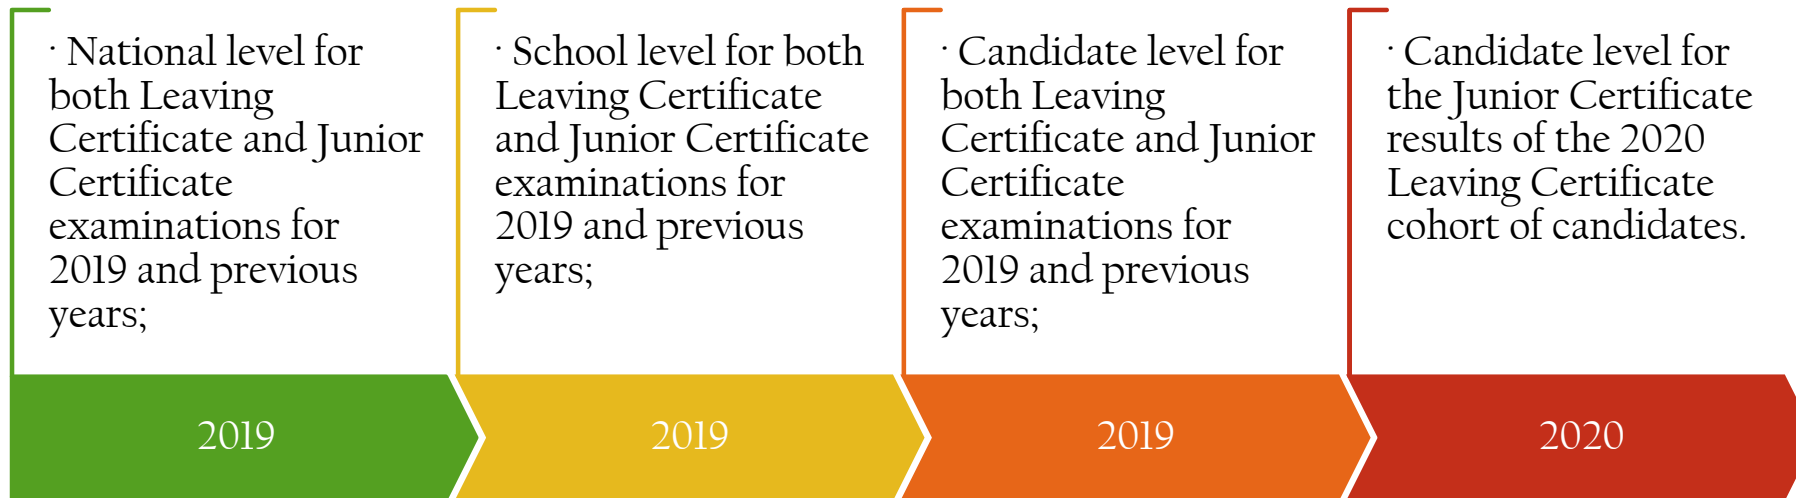 · National level for
both Leaving
Certificate and Junior
Certificate
examinations for
2019 and previous
years;
· School level for both
Leaving Certificate
and Junior Certificate
examinations for
2019 and previous
years;
· Candidate level for
both Leaving
Certificate and Junior
Certificate
examinations for
2019 and previous
years;
· Candidate level for
the Junior Certificate
results of the 2020
Leaving Certificate
cohort of candidates.
2019
2019
2019
2020